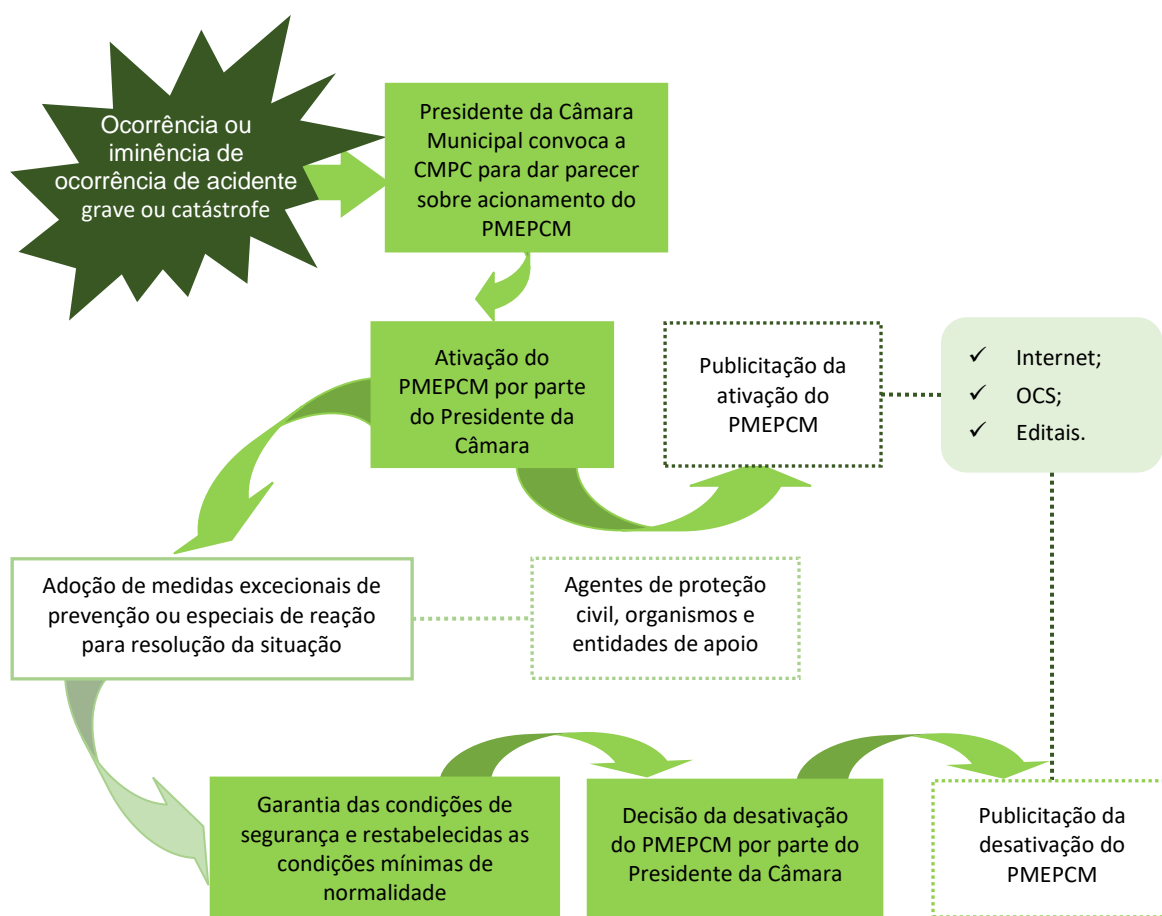 Ocorrência ou
iminência de
ocorrência de acidente
grave ou catástrofe
Presidente da Câmara
Municipal convoca a
CMPC para dar parecer
sobre acionamento do
PMEPCM
Ativação do
PMEPCM por parte
do Presidente da
Câmara
Publicitação da
ativação do
PMEPCM
✓ Internet;
✓ OCS;
✓ Editais.
Adoção de medidas excecionais de
prevenção ou especiais de reação
para resolução da situação
Agentes de proteção
civil, organismos e
entidades de apoio
Garantia das condições de
segurança e restabelecidas as
condições mínimas de
normalidade
Decisão da desativação
do PMEPCM por parte do
Presidente da Câmara
Publicitação da
desativação do
PMEPCM